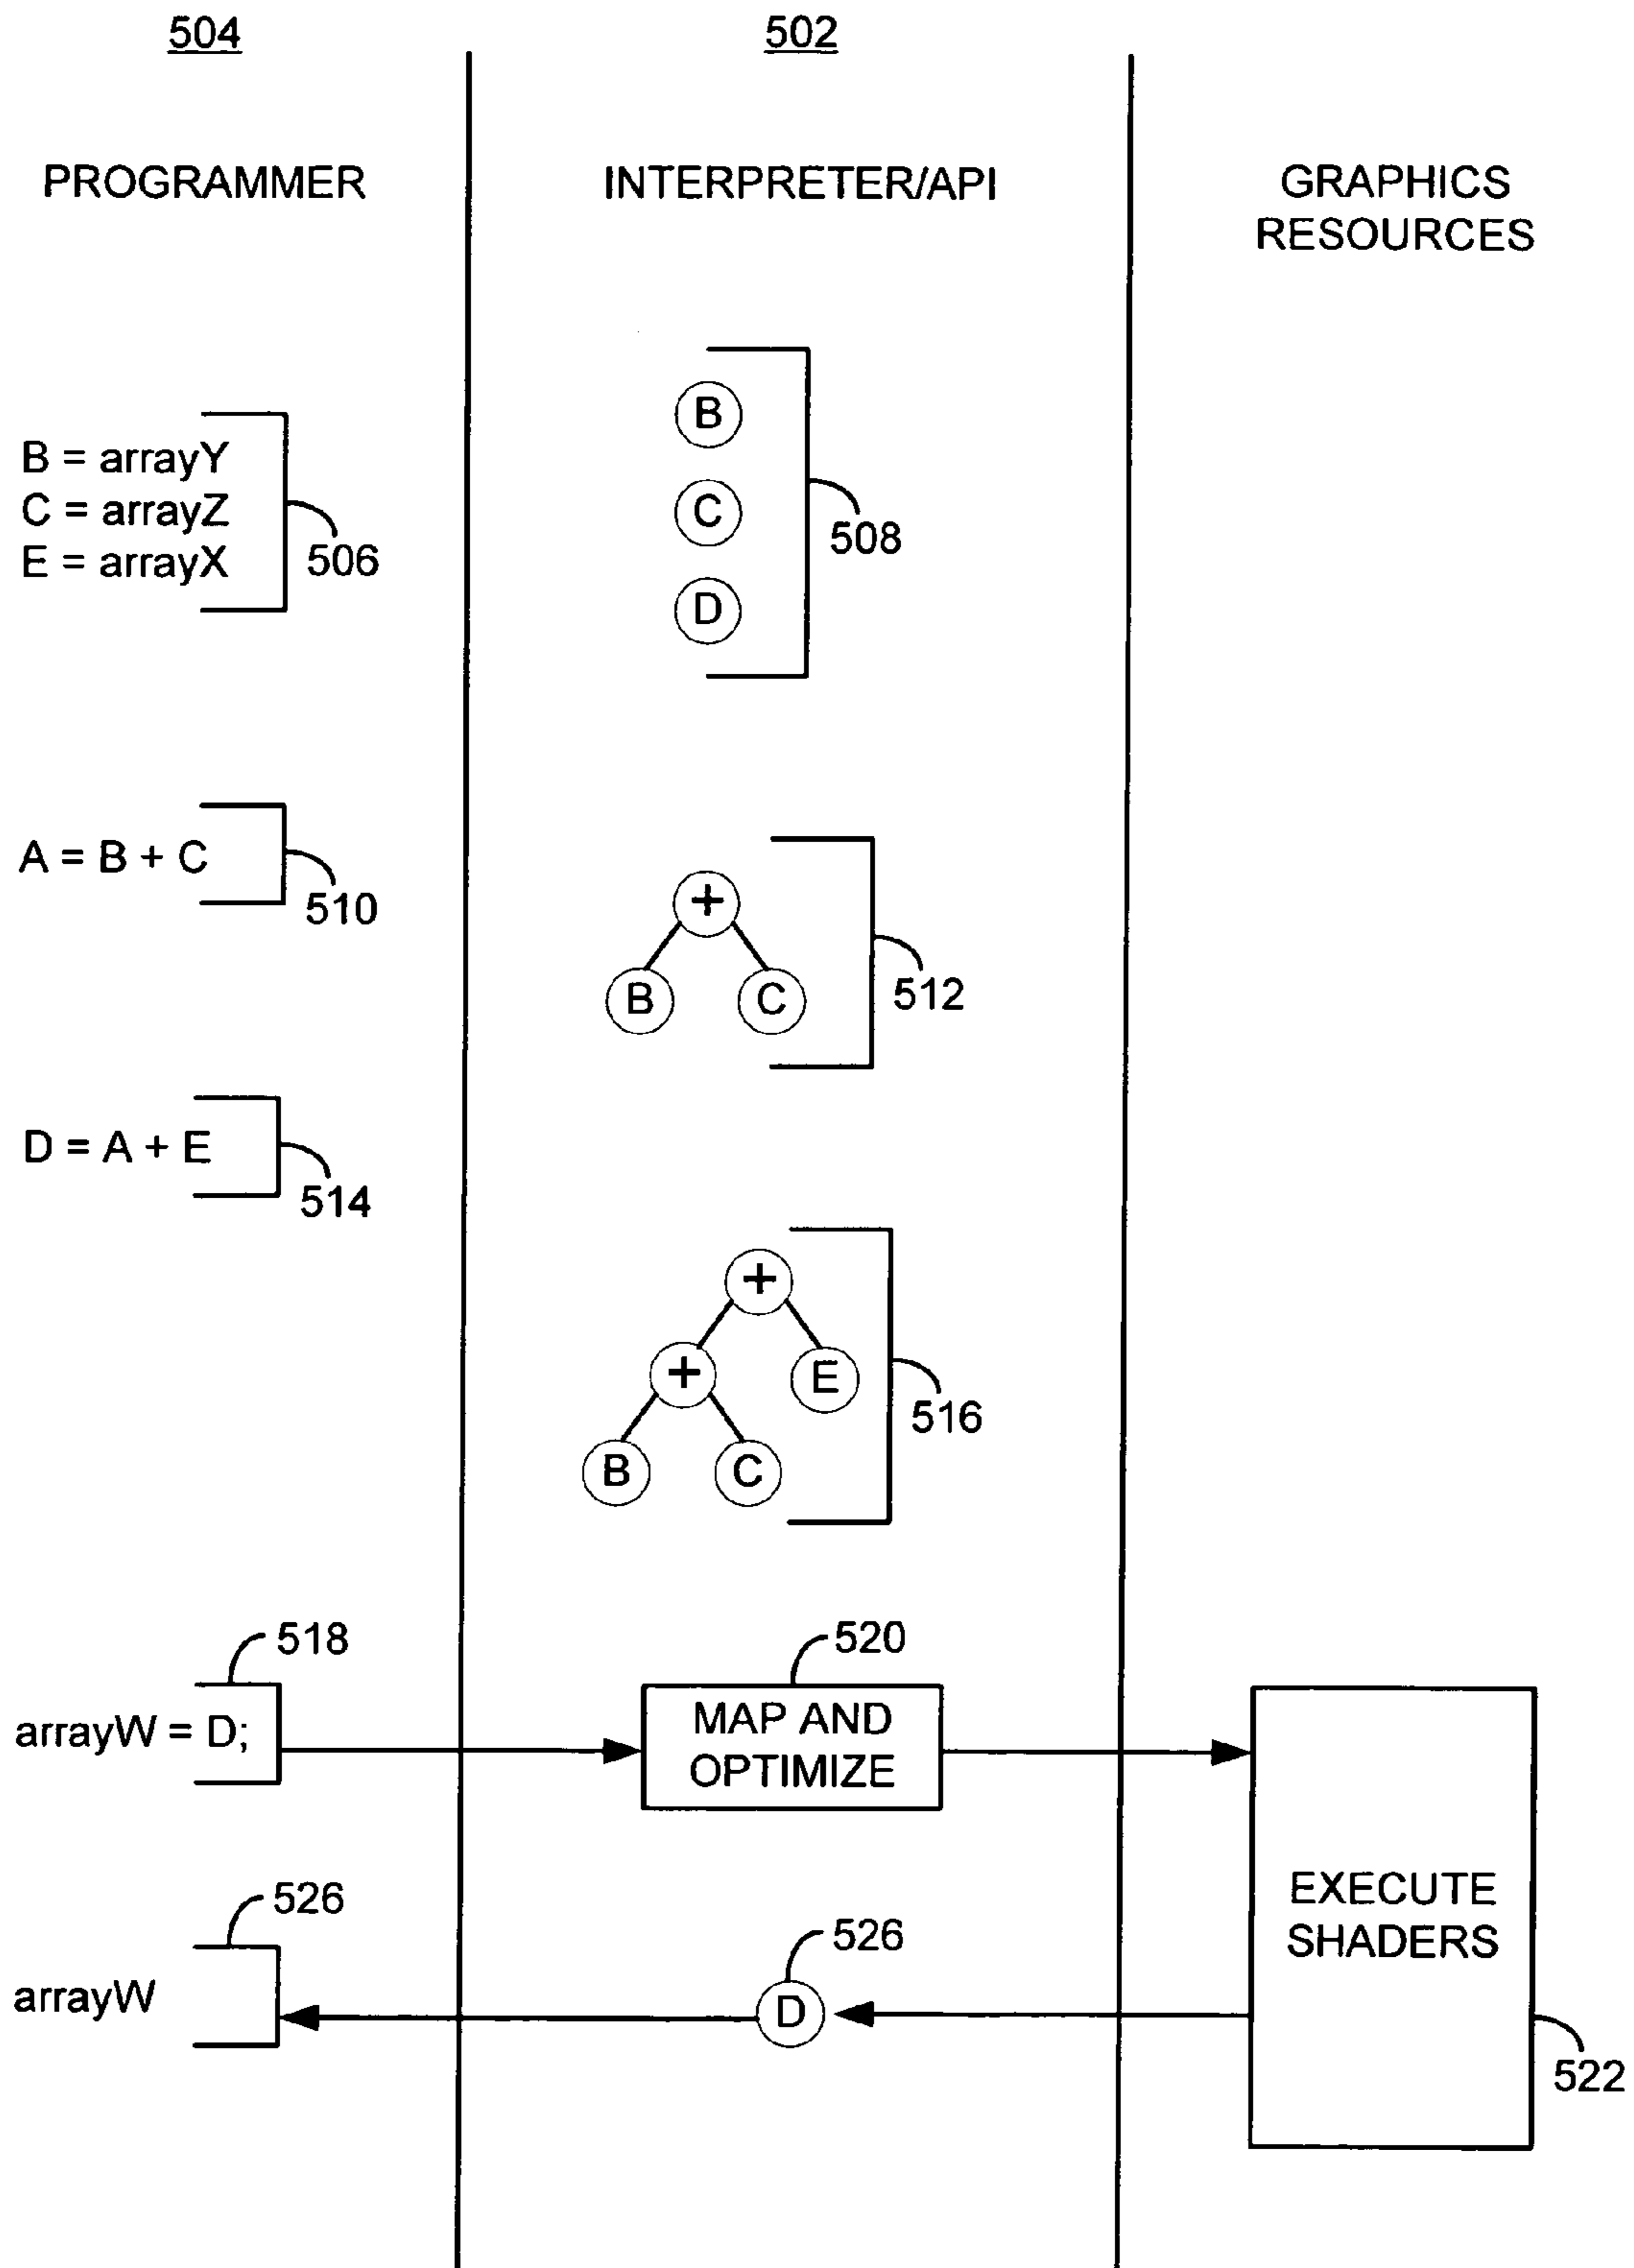 504
502
PROGRAMMER
INTERPRETER/API
GRAPHICS
RESOURCES
B = arrayY
C = arrayZ
E = arrayX
506
B
C
D
508
A = B + C
510
+
B
C
512
D = A + E
514
+
+
E
B
C
516
518
arrayW = D;
520
MAP AND
OPTIMIZE
EXECUTE
SHADERS
522
526
arrayW
526
D